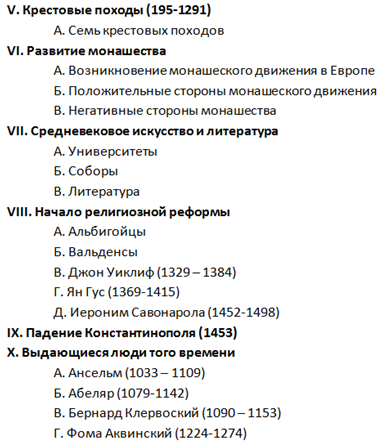 V. Крестовые походы (195-1291)
А. Семь крестовых походов
VI. Развитие монашества
А. Возникновение монашеского движения в Европе
Б. Положительные стороны монашеского движения
В. Негативные стороны монашества
VII. Средневековое искусство и литература
А. Университеты
Б. Соборы
В. Литература
VIII. Начало религиозной реформы
А. Альбигойцы
Б. Вальденсы
В. Джон Уиклиф (1329 – 1384)
Г. Ян Гус (1369-1415)
Д. Иероним Савонарола (1452-1498)
IX. Падение Константинополя (1453)
X. Выдающиеся люди того времени
А. Ансельм (1033 – 1109)
Б. Абеляр (1079-1142)
В. Бернард Клервоский (1090 – 1153)
Г. Фома Аквинский (1224-1274)